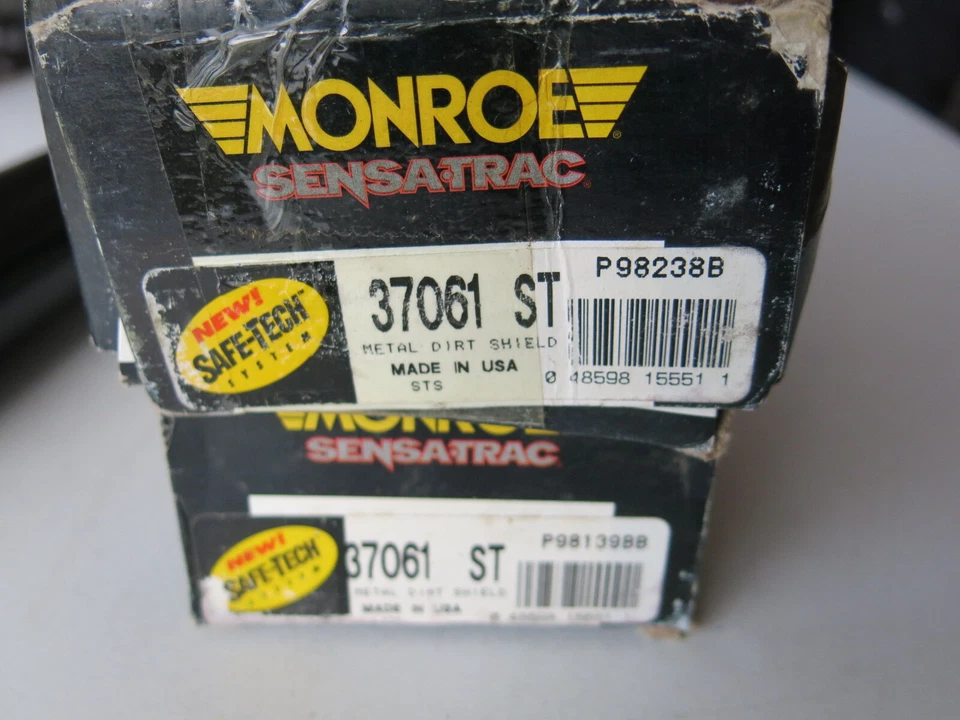 MONROE®
SENSA·TRAC®
P98238B
NEW!
SAFE-TECH™
SYSTEM
37061 ST
METAL DIRT SHIELD
MADE IN USA
STS
0 48598 15551 1
MONROE
SENSA·TRAC
P98139BB
NEW!
SAFE-TECH
SYSTEM
37061 ST
METAL DIRT SHIELD
MADE IN USA